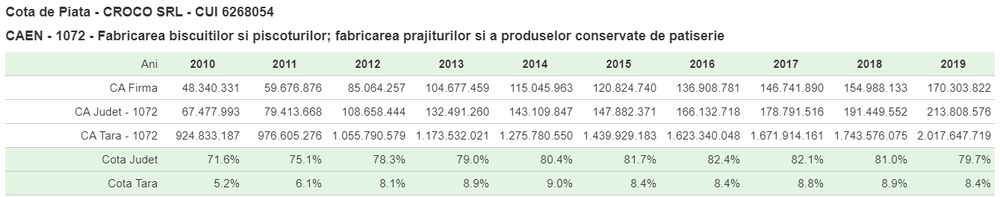 Cota de Piata - CROCO SRL - CUI 6268054
CAEN - 1072 - Fabricarea biscuitilor si piscoturilor; fabricarea prajiturilor si a produselor conservate de patiserie
Ani 2010 2011 2012 2013 2014 2015 2016 2017 2018 2019
CA Firma 48.340.331 59.676.876 85.064.257 104.677.459 115.045.963 120.824.740 136.908.781 146.741.890 154.988.133 170.303.822
CA Judet - 1072 67.477.993 79.413.668 108.658.444 132.491.260 143.109.847 147.882.371 166.132.718 178.791.516 191.449.552 213.808.576
CA Tara - 1072 924.833.187 976.605.276 1.055.790.579 1.173.532.021 1.275.780.550 1.439.929.183 1.623.340.048 1.671.914.161 1.743.576.075 2.017.647.719
Cota Judet 71.6% 75.1% 78.3% 79.0% 80.4% 81.7% 82.4% 82.1% 81.0% 79.7%
Cota Tara 5.2% 6.1% 8.1% 8.9% 9.0% 8.4% 8.4% 8.8% 8.9% 8.4%